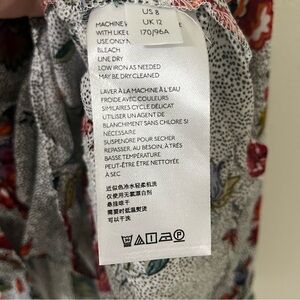 US 8
UK 12
170/96A
MACHINE
WITH LIKE
USE ONLY
BLEACH
LINE DRY
LOW IRON AS NEEDED
MAY BE DRY CLEANED
LAVER À LA MACHINE À L'EAU
FROIDE AVEC COULEURS
SIMILAIRES CYCLE DÉLICAT
UTILISER UN AGENT DE
BLANCHIMENT SANS CHLORE SI
NÉCESSAIRE
SUSPENDRE POUR SÉCHER
REPASSER, AU BESOIN, À TRÈS
BASSE TEMPÉRATURE
PEUT-ÊTRE ÊTRE NETTOYÉE
À SEC
近似色冷水轻柔机洗
仅使用无氯漂白剂
悬挂晾干
需要时低温熨烫
可以干洗